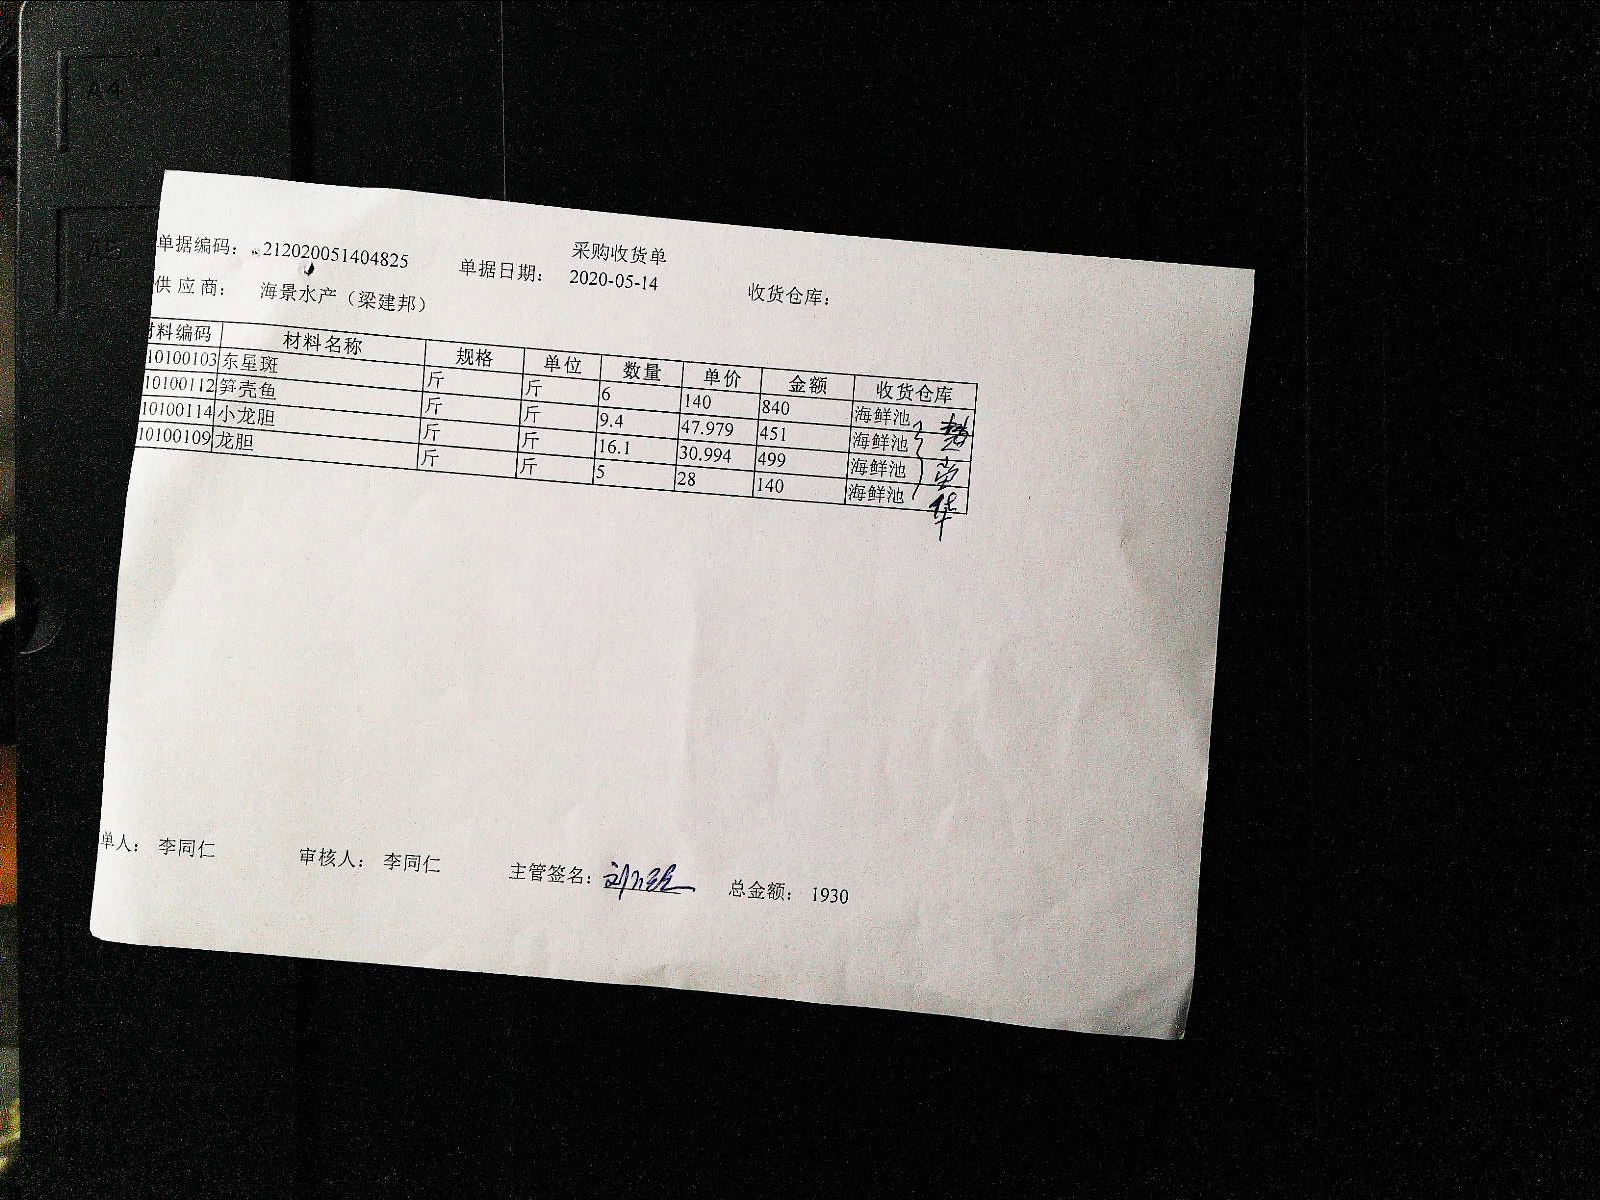 A4
A5
采购收货单
单据编码: 212020051404825 单据日期: 2020-05-14 收货仓库:
供应商: 海景水产（梁建邦）
材料编码 材料名称 规格 单位 数量 单价 金额 收货仓库
10100103 东星斑 斤 斤 6 140 840 海鲜池
10100112 笋壳鱼 斤 斤 9.4 47.979 451 海鲜池
10100114 小龙胆 斤 斤 16.1 30.994 499 海鲜池
10100109 龙胆 斤 斤 5 28 140 海鲜池
单人: 李同仁 审核人: 李同仁 主管签名: 总金额: 1930